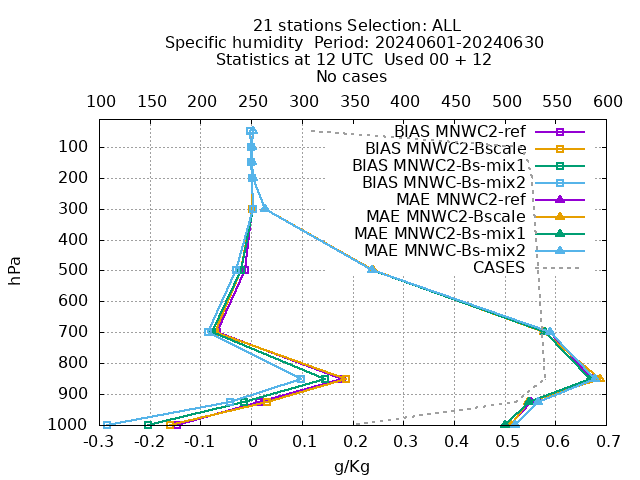 21 stations Selection: ALL
Specific humidity  Period: 20240601-20240630
Statistics at 12 UTC  Used 00 + 12
No cases
100 150 200 250 300 350 400 450 500 550 600
BIAS MNWC2-ref
BIAS MNWC2-Bscale
BIAS MNWC2-Bs-mix1
BIAS MNWC-Bs-mix2
MAE MNWC2-ref
MAE MNWC2-Bscale
MAE MNWC2-Bs-mix1
MAE MNWC-Bs-mix2
CASES
100
200
300
400
500
600
700
800
900
1000
hPa
-0.3 -0.2 -0.1 0 0.1 0.2 0.3 0.4 0.5 0.6 0.7
g/Kg